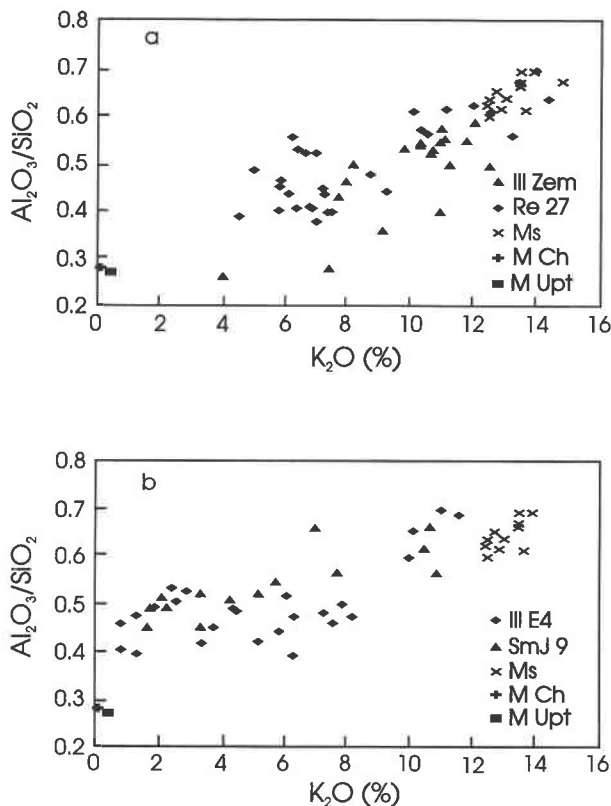 a
0.8
0.7
0.6
0.5
0.4
0.3
0.2
Al₂O₃/SiO₂
0 2 4 6 8 10 12 14 16
K₂O (%)
III Zem
Re 27
Ms
M Ch
M Upt
b
0.8
0.7
0.6
0.5
0.4
0.3
0.2
Al₂O₃/SiO₂
0 2 4 6 8 10 12 14 16
K₂O (%)
III E4
SmJ 9
Ms
M Ch
M Upt